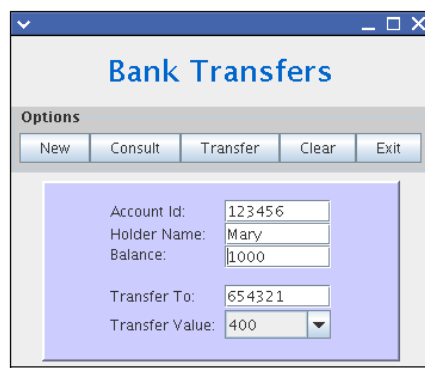 Bank Transfers
Options
New Consult Transfer Clear Exit
Account Id: 123456
Holder Name: Mary
Balance: 1000
Transfer To: 654321
Transfer Value: 400